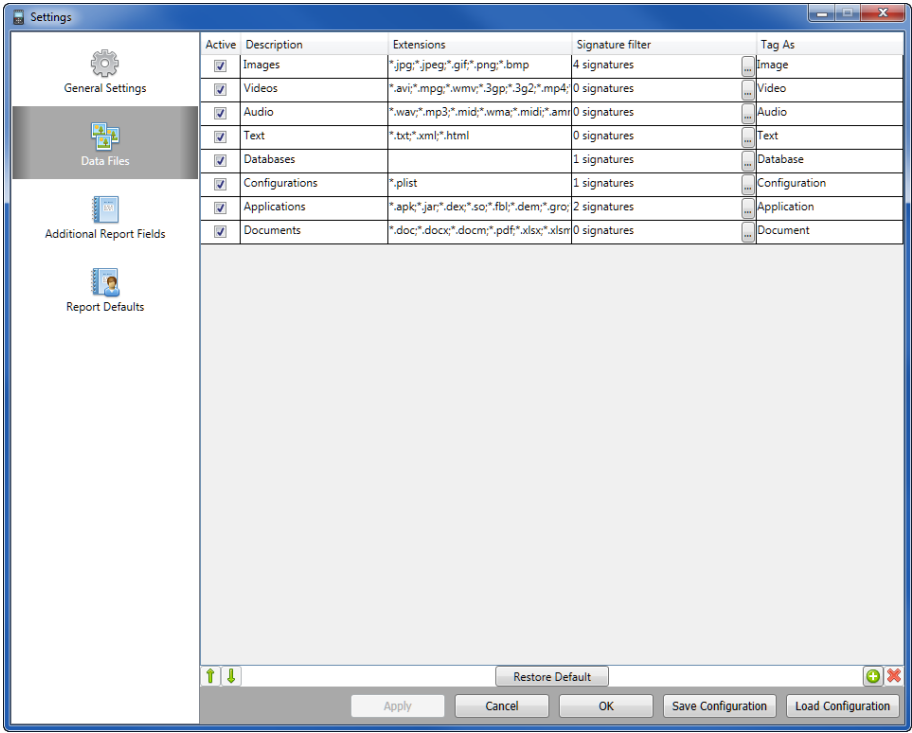 Settings
General Settings
Data Files
Additional Report Fields
Report Defaults
Active Description Extensions Signature filter Tag As
Images *.jpg;*.jpeg;*.gif;*.png;*.bmp 4 signatures ... Image
Videos *.avi;*.mpg;*.wmv;*.3gp;*.3g2;*.mp4; 0 signatures ... Video
Audio *.wav;*.mp3;*.mid;*.wma;*.midi;*.amr 0 signatures ... Audio
Text *.txt;*.xml;*.html 0 signatures ... Text
Databases 1 signatures ... Database
Configurations *.plist 1 signatures ... Configuration
Applications *.apk;*.jar;*.dex;*.so;*.fbl;*.dem;*.gro; 2 signatures ... Application
Documents *.doc;*.docx;*.docm;*.pdf;*.xlsx;*.xlsm 0 signatures ... Document
Restore Default
Apply Cancel OK Save Configuration Load Configuration